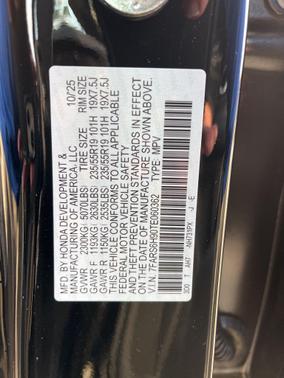 MFD. BY HONDA DEVELOPMENT & 10/25
MANUFACTURING OF AMERICA, LLC
GVWR 2300KG( 5070LBS) TIRE SIZE RIM SIZE
GAWR F 1193KG( 2630LBS) 235/55R19 101H 19X7.5J
GAWR R 1150KG( 2535LBS) 235/55R19 101H 19X7.5J
THIS VEHICLE CONFORMS TO ALL APPLICABLE
FEDERAL MOTOR VEHICLE SAFETY
AND THEFT PREVENTION STANDARDS IN EFFECT
ON THE DATE OF MANUFACTURE SHOWN ABOVE.
V.I.N. TYPE MPV
3D0 T AH7 NH731PX J -E